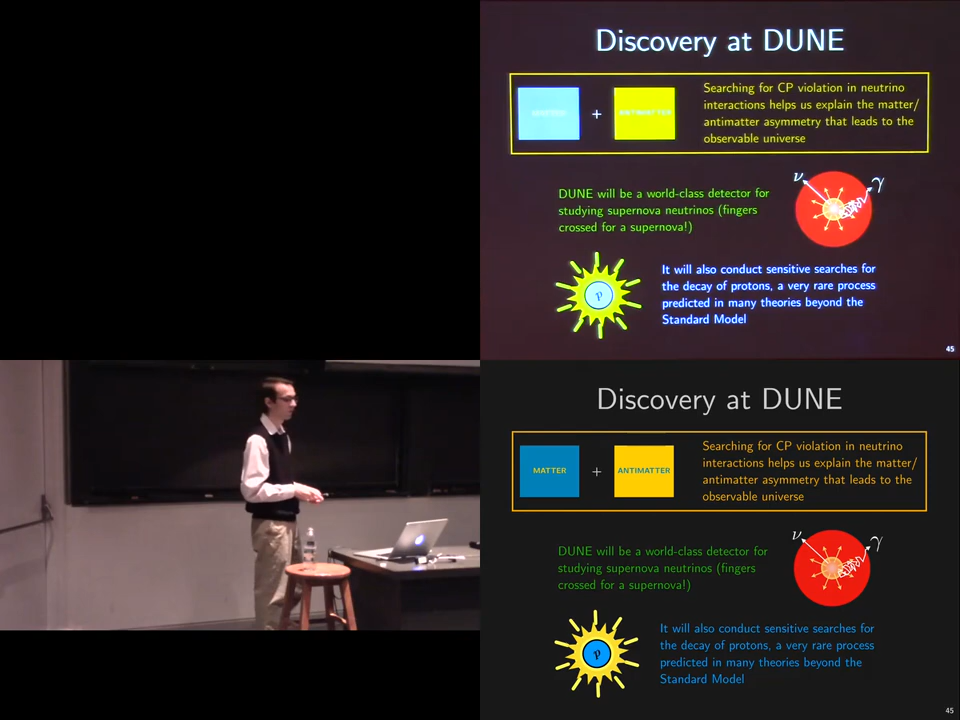 Discovery at DUNE
+
Searching for CP violation in neutrino
interactions helps us explain the matter/
antimatter asymmetry that leads to the
observable universe
DUNE will be a world-class detector for
studying supernova neutrinos (fingers
crossed for a supernova!)
ν
γ
p
It will also conduct sensitive searches for
the decay of protons, a very rare process
predicted in many theories beyond the
Standard Model
45
Discovery at DUNE
MATTER
+
ANTIMATTER
Searching for CP violation in neutrino
interactions helps us explain the matter/
antimatter asymmetry that leads to the
observable universe
DUNE will be a world-class detector for
studying supernova neutrinos (fingers
crossed for a supernova!)
ν
γ
p
It will also conduct sensitive searches for
the decay of protons, a very rare process
predicted in many theories beyond the
Standard Model
45